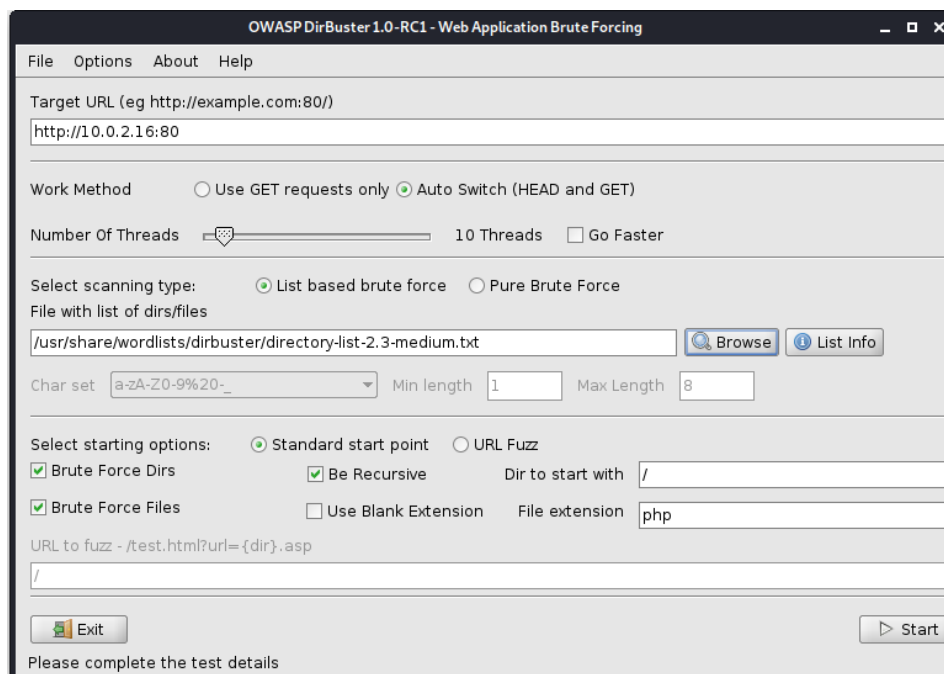 OWASP DirBuster 1.0-RC1 - Web Application Brute Forcing
File Options About Help
Target URL (eg http://example.com:80/)
http://10.0.2.16:80
Work Method Use GET requests only Auto Switch (HEAD and GET)
Number Of Threads 10 Threads Go Faster
Select scanning type: List based brute force Pure Brute Force
File with list of dirs/files
/usr/share/wordlists/dirbuster/directory-list-2.3-medium.txt Browse List Info
Char set a-zA-Z0-9%20-_ Min length 1 Max Length 8
Select starting options: Standard start point URL Fuzz
Brute Force Dirs Be Recursive Dir to start with /
Brute Force Files Use Blank Extension File extension php
URL to fuzz - /test.html?url={dir}.asp
/
Exit Start
Please complete the test details